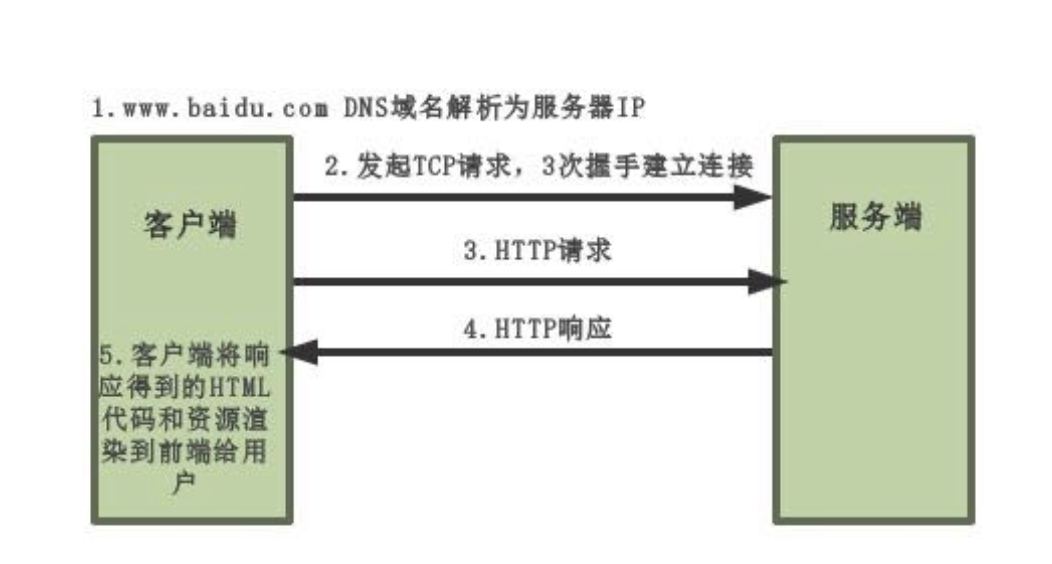 1.www.baidu.com DNS域名解析为服务器IP
2.发起TCP请求，3次握手建立连接
客户端
服务端
3.HTTP请求
4.HTTP响应
5.客户端将响
应得到的HTML
代码和资源渲
染到前端给用
户